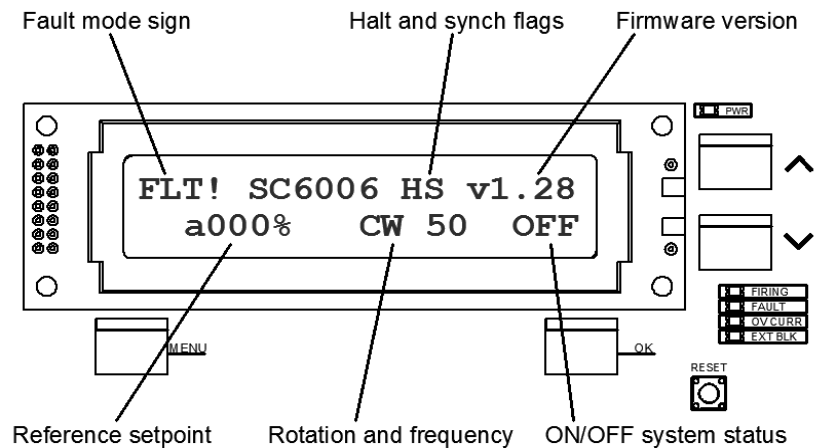 Fault mode sign Halt and synch flags Firmware version
PWR
FLT! SC6006 HS v1.28
a000% CW 50 OFF
FIRING
FAULT
OV CURR
EXT BLK
MENU OK
RESET
Reference setpoint Rotation and frequency ON/OFF system status